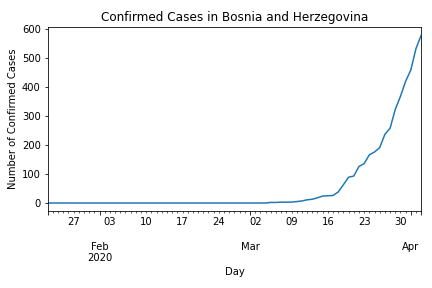 Confirmed Cases in Bosnia and Herzegovina
Number of Confirmed Cases
600
500
400
300
200
100
0
27 03 10 17 24 02 09 16 23 30
Feb Mar Apr
2020
Day